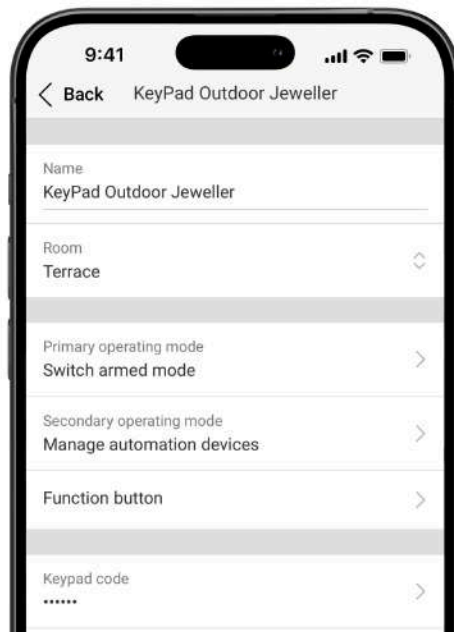 9:41
Back KeyPad Outdoor Jeweller
Name
KeyPad Outdoor Jeweller
Room
Terrace
Primary operating mode
Switch armed mode
Secondary operating mode
Manage automation devices
Function button
Keypad code
••••••